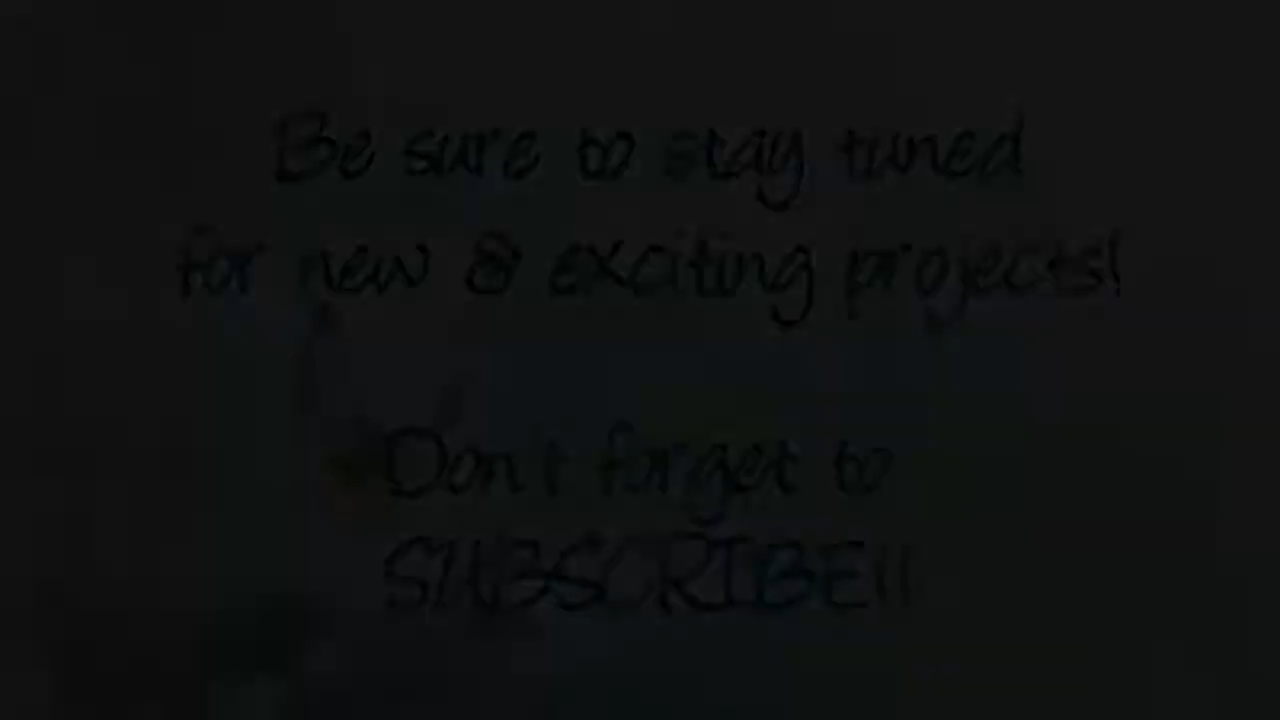 Be sure to stay tuned
for new & exciting projects!
Don't forget to
SUBSCRIBE!!